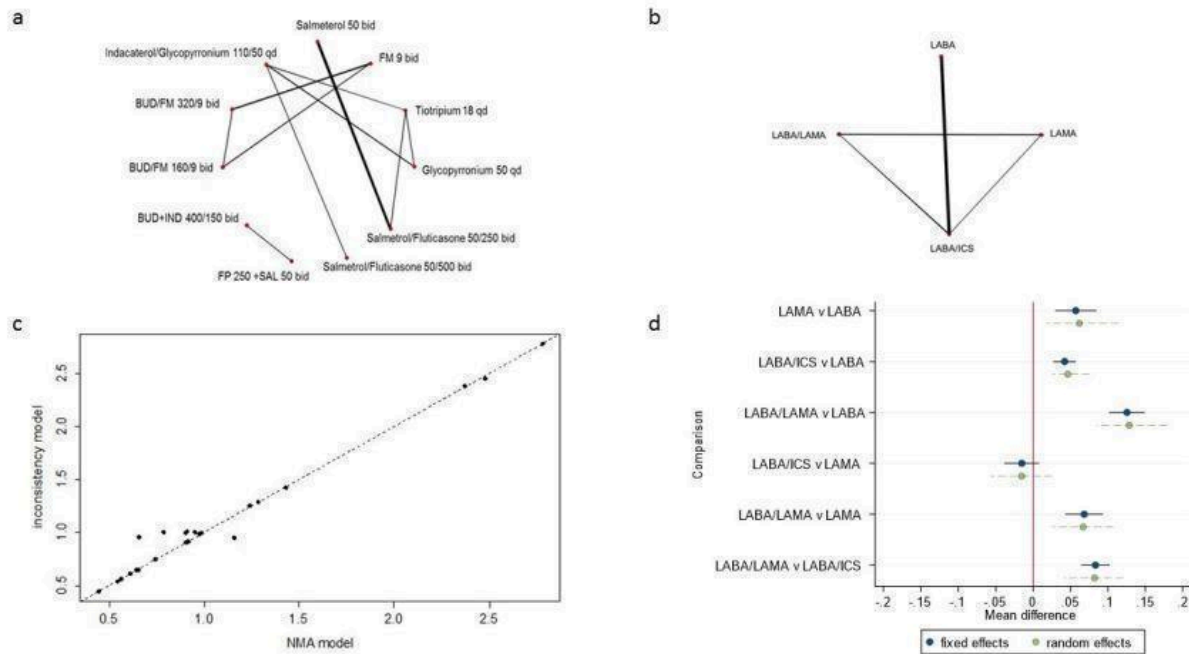 a
Salmeterol 50 bid
Indacaterol/Glycopyrronium 110/50 qd
FM 9 bid
BUD/FM 320/9 bid
Tiotripium 18 qd
BUD/FM 160/9 bid
Glycopyrronium 50 qd
BUD+IND 400/150 bid
Salmetrol/Fluticasone 50/250 bid
FP 250 +SAL 50 bid
Salmetrol/Fluticasone 50/500 bid
b
LABA
LABA/LAMA
LAMA
LABA/ICS
c
inconsistency model
2.5
2.0
1.5
1.0
0.5
0.5 1.0 1.5 2.0 2.5
NMA model
d
Comparison
LAMA v LABA
LABA/ICS v LABA
LABA/LAMA v LABA
LABA/ICS v LAMA
LABA/LAMA v LAMA
LABA/LAMA v LABA/ICS
-.2 -.15 -.1 -.05 0 .05 0.1 .15 .2
Mean difference
fixed effects random effects